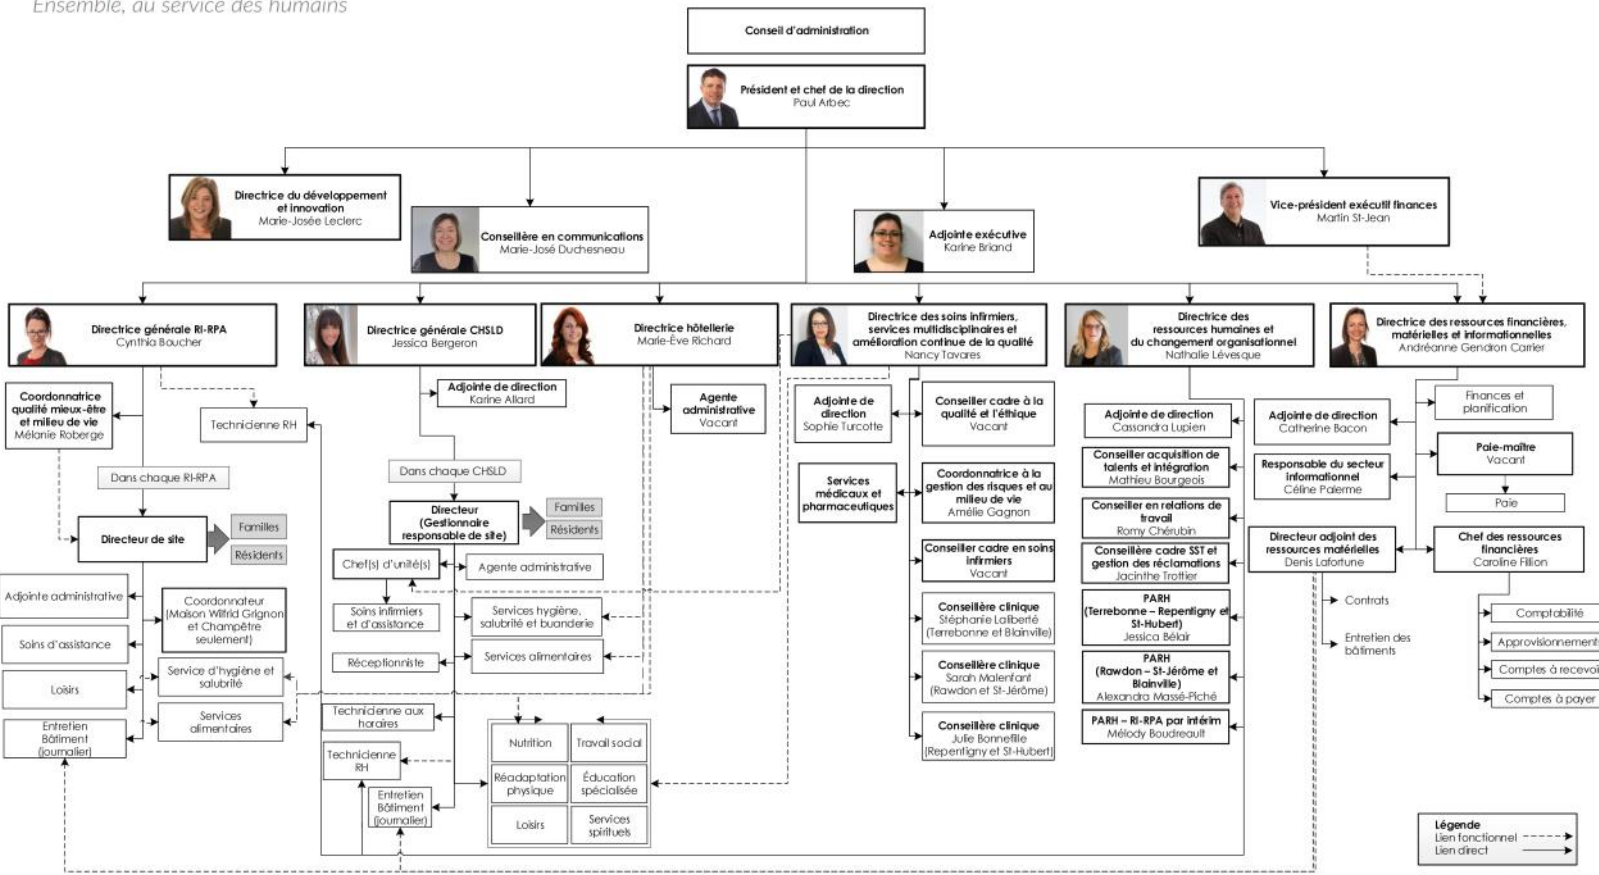 Ensemble, au service des humains
Conseil d'administration
Président et chef de la direction
Paul Arbec
Directrice du développement
et innovation
Marie-Josée Leclerc
Conseillère en communications
Marie-José Duchesneau
Adjointe exécutive
Karine Briand
Vice-président exécutif finances
Martin St-Jean
Directrice générale RI-RPA
Cynthia Boucher
Directrice générale CHSLD
Jessica Bergeron
Directrice hôtellerie
Marie-Ève Richard
Directrice des soins infirmiers,
services multidisciplinaires et
amélioration continue de la qualité
Nancy Tavares
Directrice des
ressources humaines et
du changement organisationnel
Nathalie Lévesque
Directrice des ressources financières,
matérielles et informationnelles
Andréanne Gendron Carrier
Coordonnatrice
qualité mieux-être
et milieu de vie
Mélanie Roberge
Technicienne RH
Dans chaque RI-RPA
Directeur de site
Familles
Résidents
Adjointe administrative
Coordonnateur
(Maison Wilfrid Grignon
et Champêtre
seulement)
Soins d'assistance
Service d'hygiène et
salubrité
Loisirs
Services
alimentaires
Entretien
Bâtiment
(journalier)
Adjointe de direction
Karine Allard
Dans chaque CHSLD
Directeur
(Gestionnaire
responsable de site)
Familles
Résidents
Chef(s) d'unité(s)
Agente administrative
Soins infirmiers
et d'assistance
Services hygiène,
salubrité et buanderie
Réceptionniste
Services alimentaires
Technicienne aux
horaires
Technicienne
RH
Entretien
Bâtiment
(journalier)
Nutrition
Travail social
Réadaptation
physique
Éducation
spécialisée
Loisirs
Services
spirituels
Agente
administrative
Vacant
Adjointe de
direction
Sophie Turcotte
Conseiller cadre à la
qualité et l'éthique
Vacant
Services
médicaux et
pharmaceutiques
Coordonnatrice à la
gestion des risques et au
milieu de vie
Amélie Gagnon
Conseiller cadre en soins
infirmiers
Vacant
Conseillère clinique
Stéphanie Laliberté
(Terrebonne et Blainville)
Conseillère clinique
Sarah Malenfant
(Rawdon et St-Jérôme)
Conseillère clinique
Julie Bonnefille
(Repentigny et St-Hubert)
Adjointe de direction
Cassandra Lupien
Conseiller acquisition de
talents et intégration
Mathieu Bourgeois
Conseiller en relations de
travail
Romy Chérubin
Conseillère cadre SST et
gestion des réclamations
Jacinthe Trottier
PARH
(Terrebonne – Repentigny et
St-Hubert)
Jessica Bélair
PARH
(Rawdon – St-Jérôme et
Blainville)
Alexandra Massé-Piché
PARH – RI-RPA par intérim
Mélody Boudreault
Adjointe de direction
Catherine Bacon
Finances et
planification
Responsable du secteur
informationnel
Céline Palerme
Paie-maître
Vacant
Paie
Directeur adjoint des
ressources matérielles
Denis Lafortune
Chef des ressources
financières
Caroline Fillion
Contrats
Entretien des
bâtiments
Comptabilité
Approvisionnements
Comptes à recevoir
Comptes à payer
Légende
Lien fonctionnel
Lien direct